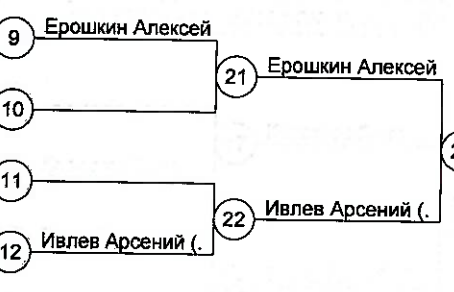 9 Ерошкин Алексей
21 Ерошкин Алексей
10
11
22 Ивлев Арсений (.
12 Ивлев Арсений (.